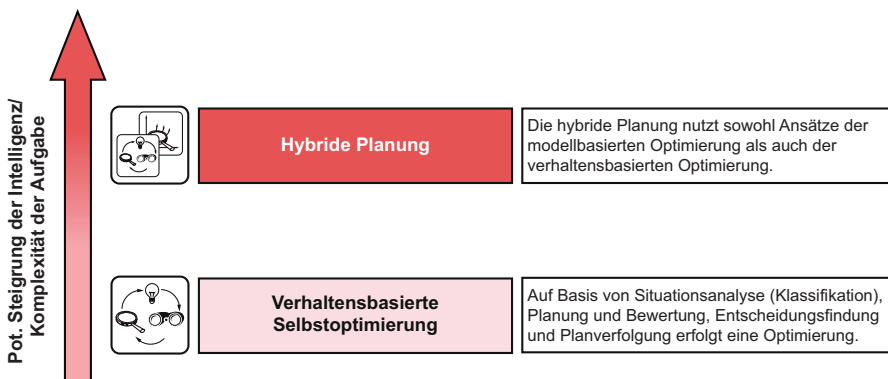 Pot. Steigrung der Intelligenz/
Komplexität der Aufgabe
Hybride Planung
Die hybride Planung nutzt sowohl Ansätze der
modellbasierten Optimierung als auch der
verhaltensbasierten Optimierung.
Verhaltensbasierte
Selbstoptimierung
Auf Basis von Situationsanalyse (Klassifikation),
Planung und Bewertung, Entscheidungsfindung
und Planverfolgung erfolgt eine Optimierung.